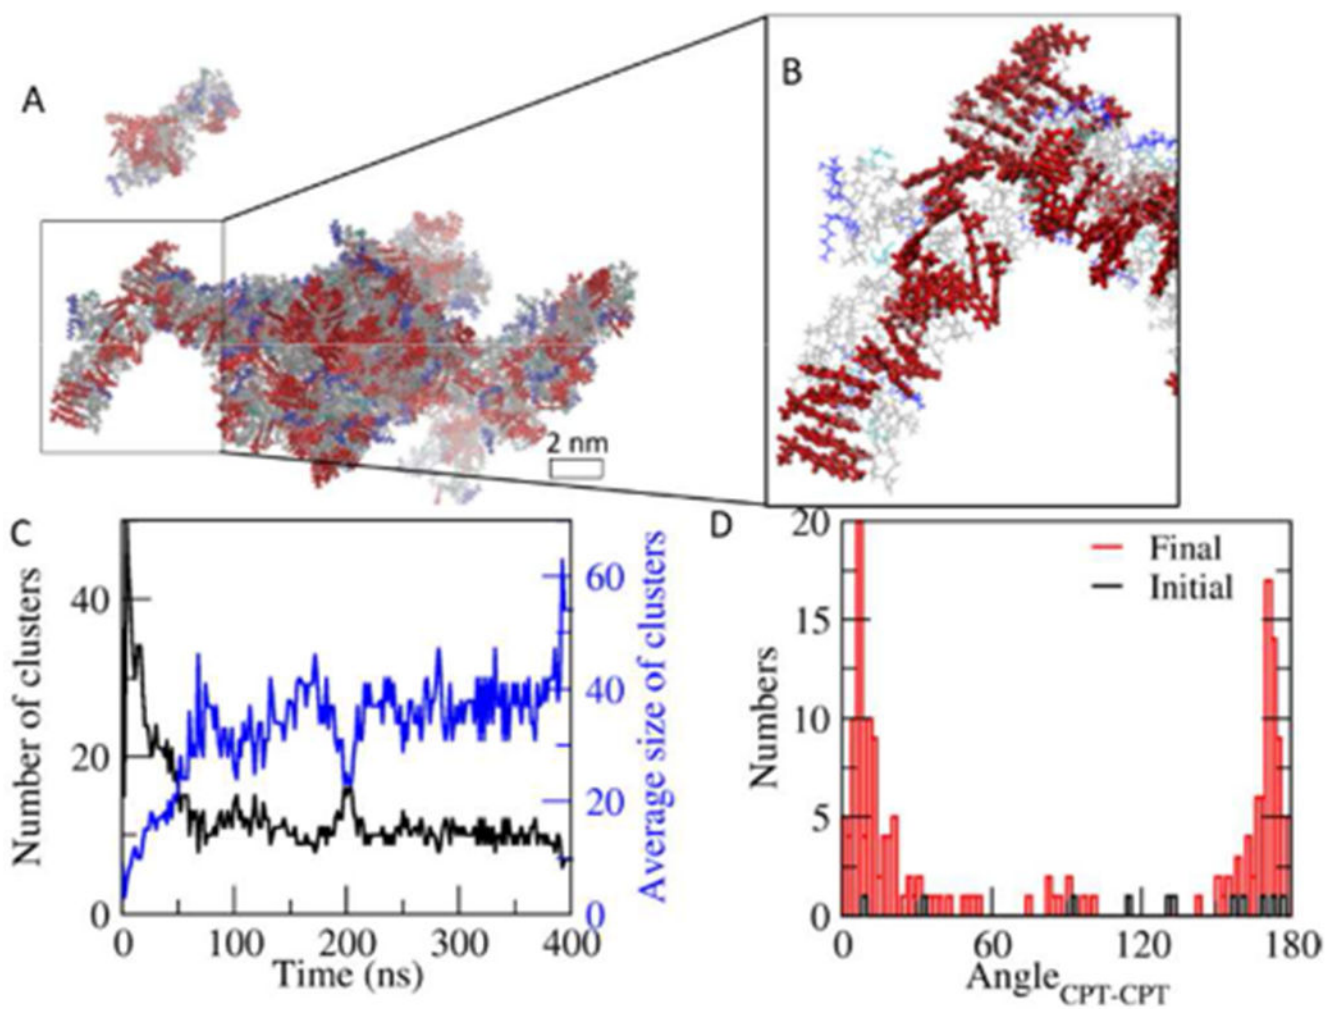 A
B
2 nm
C
Number of clusters
40
20
0
0 100 200 300 400
Time (ns)
60
40
20
0
Average size of clusters
D
Numbers
20
15
10
5
0
Final
Initial
0 60 120 180
Angle CPT-CPT